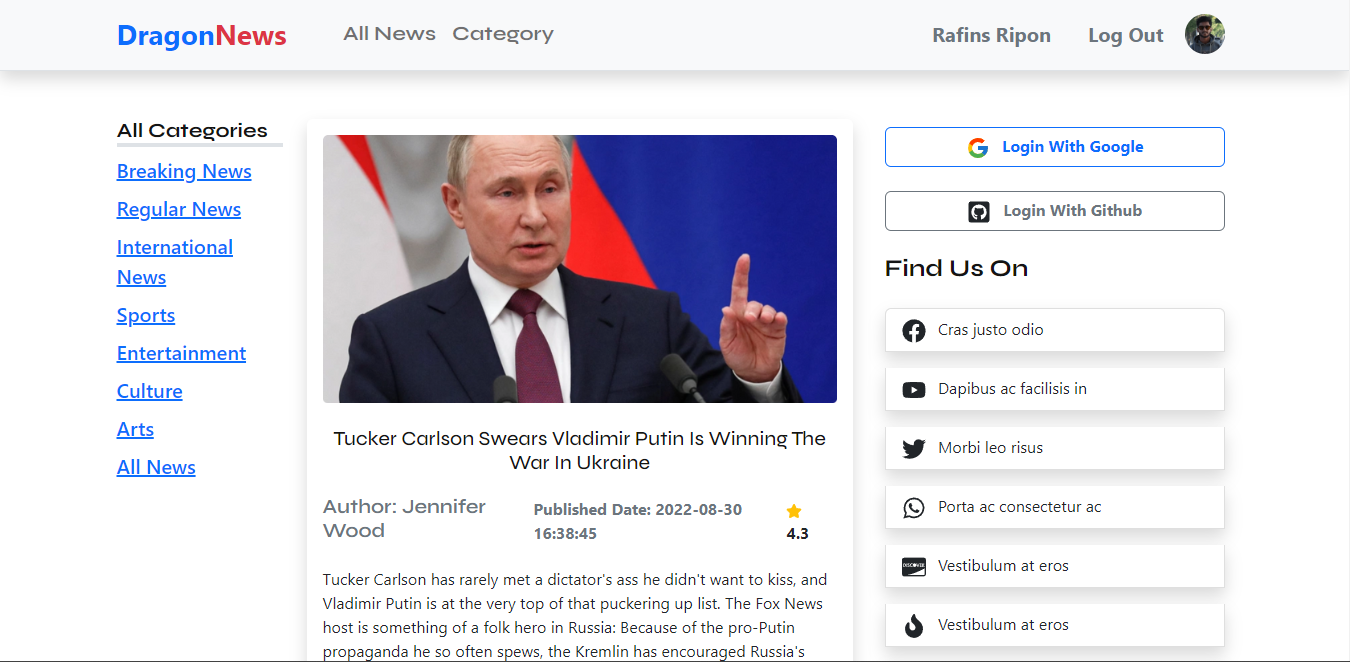 DragonNews
All News
Category
Rafins Ripon
Log Out
All Categories
Breaking News
Regular News
International
News
Sports
Entertainment
Culture
Arts
All News
Tucker Carlson Swears Vladimir Putin Is Winning The
War In Ukraine
Author: Jennifer
Wood
Published Date: 2022-08-30
16:38:45
4.3
Tucker Carlson has rarely met a dictator's ass he didn't want to kiss, and
Vladimir Putin is at the very top of that puckering up list. The Fox News
host is something of a folk hero in Russia: Because of the pro-Putin
propaganda he so often spews, the Kremlin has encouraged Russia's
Login With Google
Login With Github
Find Us On
Cras justo odio
Dapibus ac facilisis in
Morbi leo risus
Porta ac consectetur ac
DISCOVER
Vestibulum at eros
Vestibulum at eros